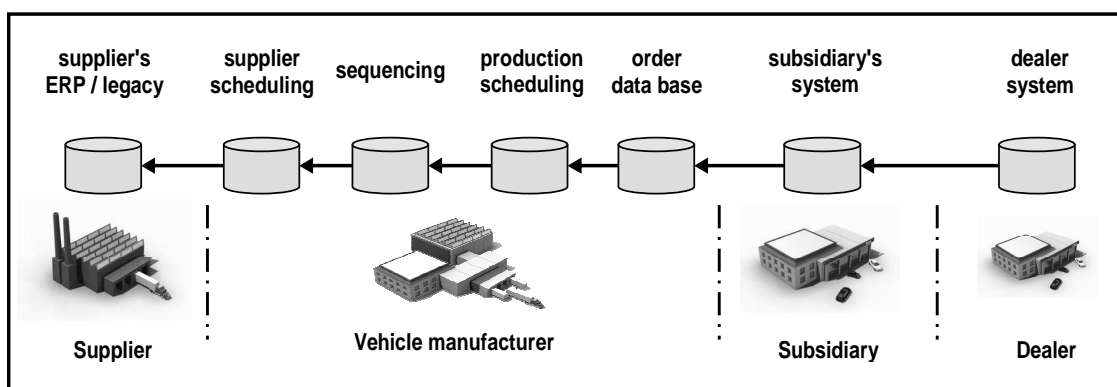 supplier's
ERP / legacy
supplier
scheduling
sequencing
production
scheduling
order
data base
subsidiary's
system
dealer
system
Supplier
Vehicle manufacturer
Subsidiary
Dealer